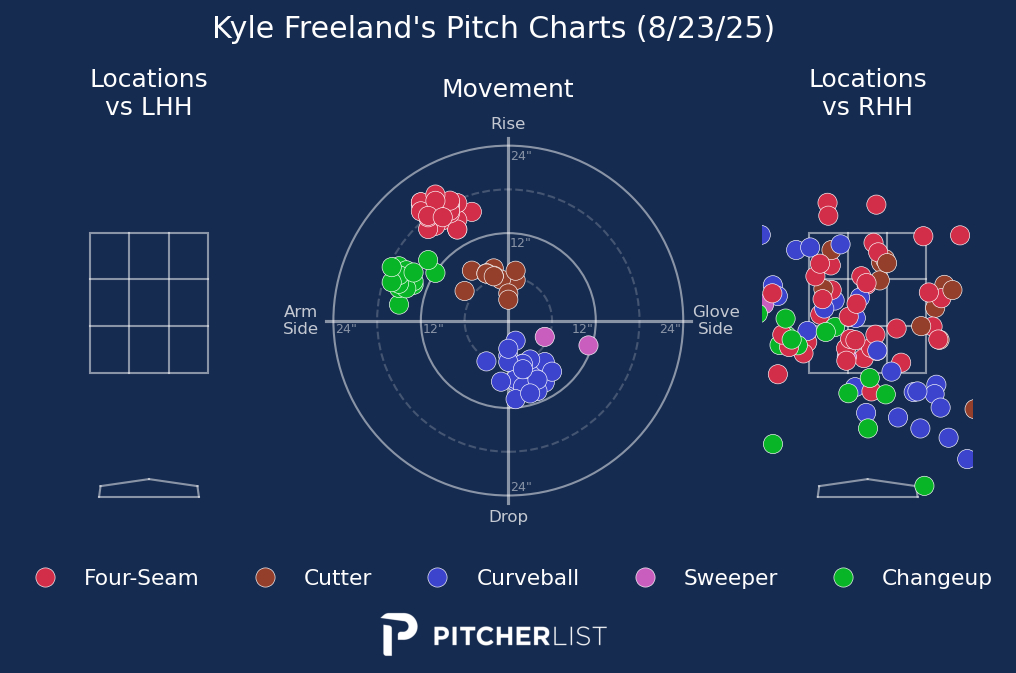 Kyle Freeland's Pitch Charts (8/23/25)
Locations
vs LHH
Movement
Locations
vs RHH
Rise
24"
12"
Arm
Side
24"
12"
12"
24"
Glove
Side
24"
Drop
Four-Seam
Cutter
Curveball
Sweeper
Changeup
PITCHERLIST